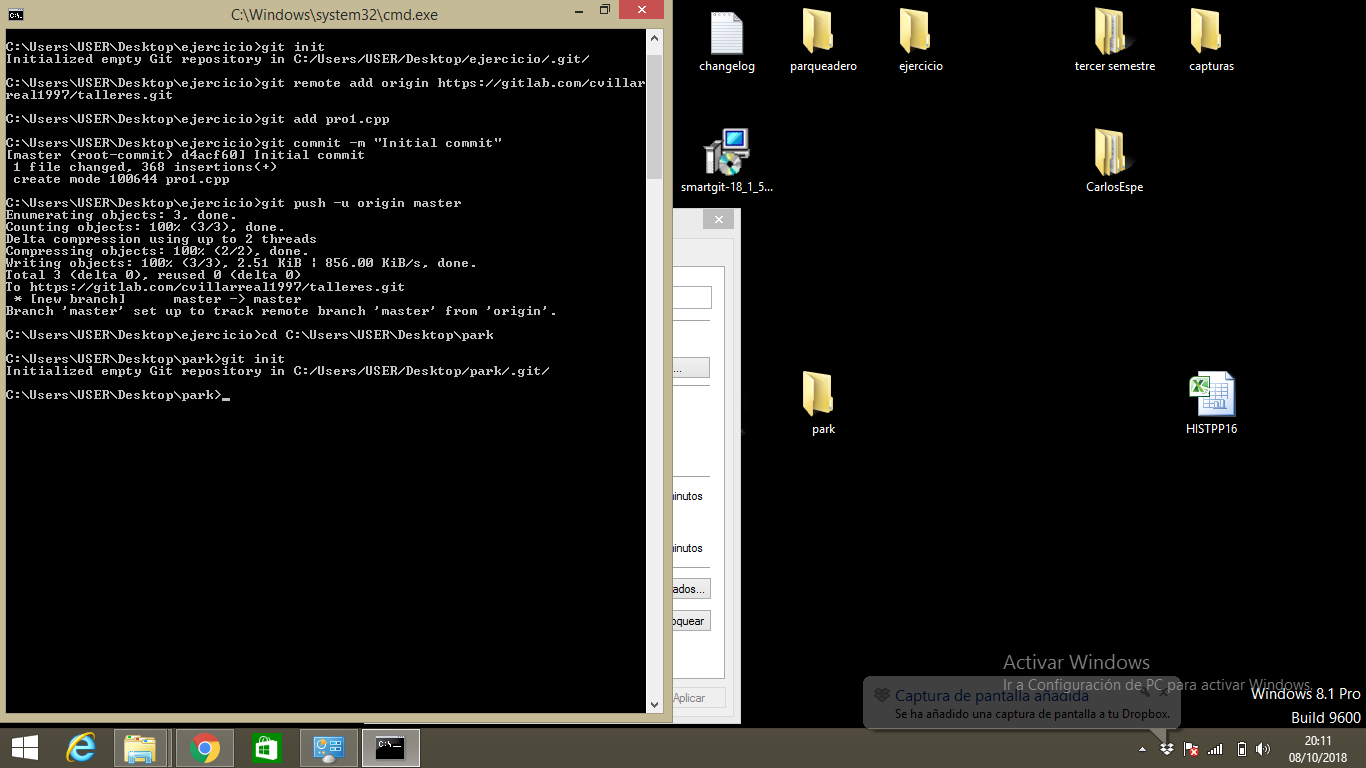 C:\Windows\system32\cmd.exe
C:\Users\USER\Desktop\ejercicio>git init
Initialized empty Git repository in C:/Users/USER/Desktop/ejercicio/.git/
C:\Users\USER\Desktop\ejercicio>git remote add origin https://gitlab.com/cvillar
real1997/talleres.git
C:\Users\USER\Desktop\ejercicio>git add pro1.cpp
C:\Users\USER\Desktop\ejercicio>git commit -m "Initial commit"
[master (root-commit) d4acf60] Initial commit
1 file changed, 368 insertions(+)
create mode 100644 pro1.cpp
C:\Users\USER\Desktop\ejercicio>git push -u origin master
Enumerating objects: 3, done.
Counting objects: 100% (3/3), done.
Delta compression using up to 2 threads
Compressing objects: 100% (2/2), done.
Writing objects: 100% (3/3), 2.51 KiB | 856.00 KiB/s, done.
Total 3 (delta 0), reused 0 (delta 0)
To https://gitlab.com/cvillarreal1997/talleres.git
* [new branch]      master -> master
Branch 'master' set up to track remote branch 'master' from 'origin'.
C:\Users\USER\Desktop\ejercicio>cd C:\Users\USER\Desktop\park
C:\Users\USER\Desktop\park>git init
Initialized empty Git repository in C:/Users/USER/Desktop/park/.git/
C:\Users\USER\Desktop\park>_
changelog
parqueadero
ejercicio
tercer semestre
capturas
smartgit-18_1_5...
CarlosEspe
park
HISTPP16
...
inutos
inutos
ados...
oquear
Aplicar
Activar Windows
Ir a Configuración de PC para activar Windows.
Captura de pantalla añadida
Se ha añadido una captura de pantalla a tu Dropbox.
Windows 8.1 Pro
Build 9600
20:11
08/10/2018